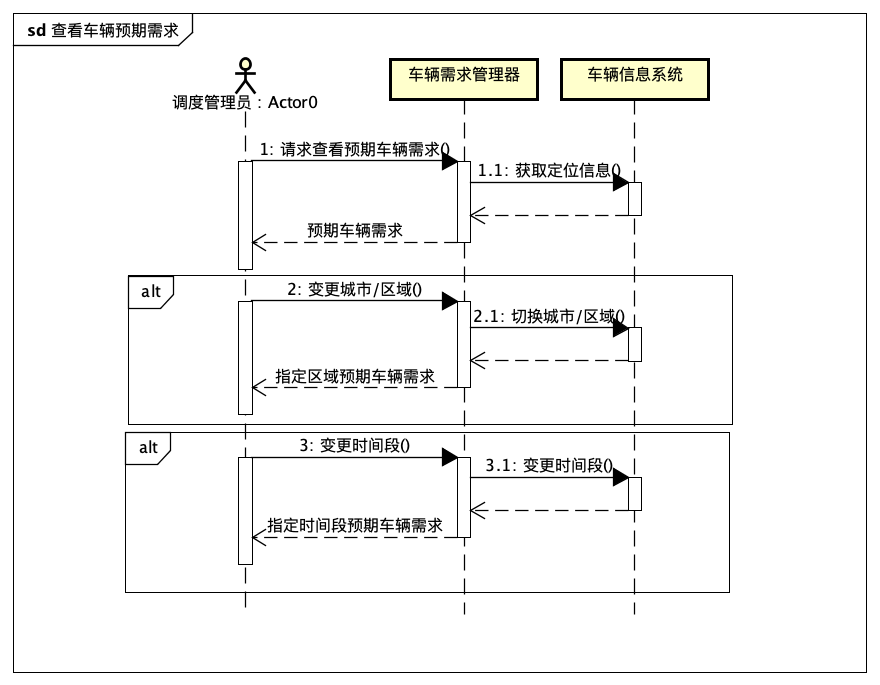 sd 查看车辆预期需求
调度管理员 : Actor0
车辆需求管理器
车辆信息系统
1: 请求查看预期车辆需求()
1.1: 获取定位信息()
预期车辆需求
alt
2: 变更城市/区域()
2.1: 切换城市/区域()
指定区域预期车辆需求
alt
3: 变更时间段()
3.1: 变更时间段()
指定时间段预期车辆需求